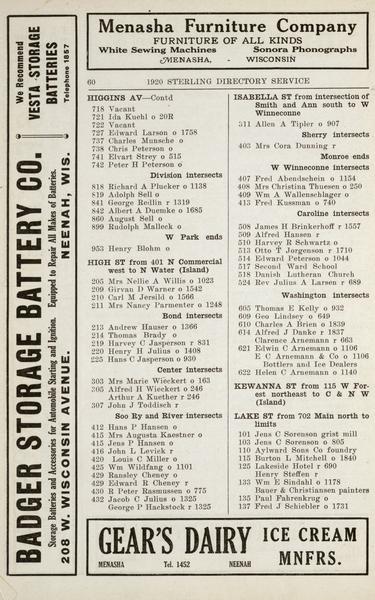 Menasha Furniture Company
FURNITURE OF ALL KINDS
White Sewing Machines Sonora Phonographs
MENASHA, - WISCONSIN
We Recommend
VESTA STORAGE
BATTERIES
Telephone 1857
BADGER STORAGE BATTERY CO.
Storage Batteries and Accessories for Automobile Starting and Ignition. Equipped to Repair All Makes of Batteries.
208 W. WISCONSIN AVENUE. NEENAH, WIS.
60 1920 STERLING DIRECTORY SERVICE
HIGGINS AV—Contd
718 Vacant
721 Ida Kuehl o 20R
722 Vacant
727 Edward Larson o 1758
737 Charles Munsche o
738 Chris Peterson o
741 Elvart Strey o 515
742 Peter H Peterson o
Division intersects
818 Richard A Plucker o 1138
819 Adolph Sell o
841 George Redlin r 1319
842 Albert A Duemke o 1685
860 August Sell o
899 Rudolph Malleck o
W Park ends
953 Henry Blohm o
HIGH ST from 401 N Commercial
west to N Water (Island)
205 Mrs Nellie A Willis o 1023
209 Girvan D Warner o 1542
210 Carl M Jersild o 1566
211 Mrs Nancy Parmenter o 1248
Bond intersects
213 Andrew Hauser o 1366
214 Thomas Brady o
219 Harvey C Jasperson r 831
220 Henry H Julius o 1408
225 Hans C Jasperson o 930
Center intersects
303 Mrs Marie Wieckert o 163
305 Alfred H Wieckert o 246
Arthur A Kuether r 246
307 John J Toddisch r
Soo Ry and River intersects
412 Hans P Hansen o
415 Mrs Augusta Kaestner o
415 Jens P Hansen o
416 John L Levick r
420 Louis C Miller o
425 Wm Wildfang o 1101
429 Ransley Cheney o
429 Edward R Cheney r
430 R Peter Rasmussen o 775
432 Jacob C Julius o 1325
George P Hackstock r 1325
ISABELLA ST from intersection of
Smith and Ann south to W
Winneconne
311 Allen A Tipler o 907
Sherry intersects
403 Mrs Cora Dunning r
Monroe ends
W Winneconne intersects
407 Fred Abendschein o 1154
408 Mrs Christina Thuesen o 250
409 Wm A Wallenschlager o
413 Fred Kussman o 740
Caroline intersects
508 James H Brinkerhoff r 1557
509 Alfred Hansen r
510 Harvey R Schwartz o
513 Otto T Jorgenson r 1710
514 Edward Peters o 1044
517 Second Ward School
518 Danish Lutheran Church
524 Rev Julius A Larsen r 689
Washington intersects
605 Thomas E Kelly o 932
609 Geo Lindsey o 649
610 Charles A Brien o 1839
614 Alfred J Danke r 1837
Clarence Arnemann r 663
621 Edwin C Arnemann o 1106
E C Arnemann & Co o 1106
Bottlers and Ice Dealers
622 Helen C Arnemann o 1140
KEWANNA ST from 115 W For-
est northeast to C & N W
(Island)
LAKE ST from 702 Main north to
limits
101 Jens C Sorenson grist mill
103 Jens C Sorenson o 805
110 Aylward Sons Co foundry
115 Burton L Mitchell o 1840
125 Lakeside Hotel r 690
Henry Steffen r
133 Wm E Sindahl o 1178
Bauer & Christiansen painters
135 Paul Fahrenkrug o
137 Fred J Schiebler o 1731
GEAR'S DAIRY ICE CREAM
MNFRS.
MENASHA Tel. 1452 NEENAH